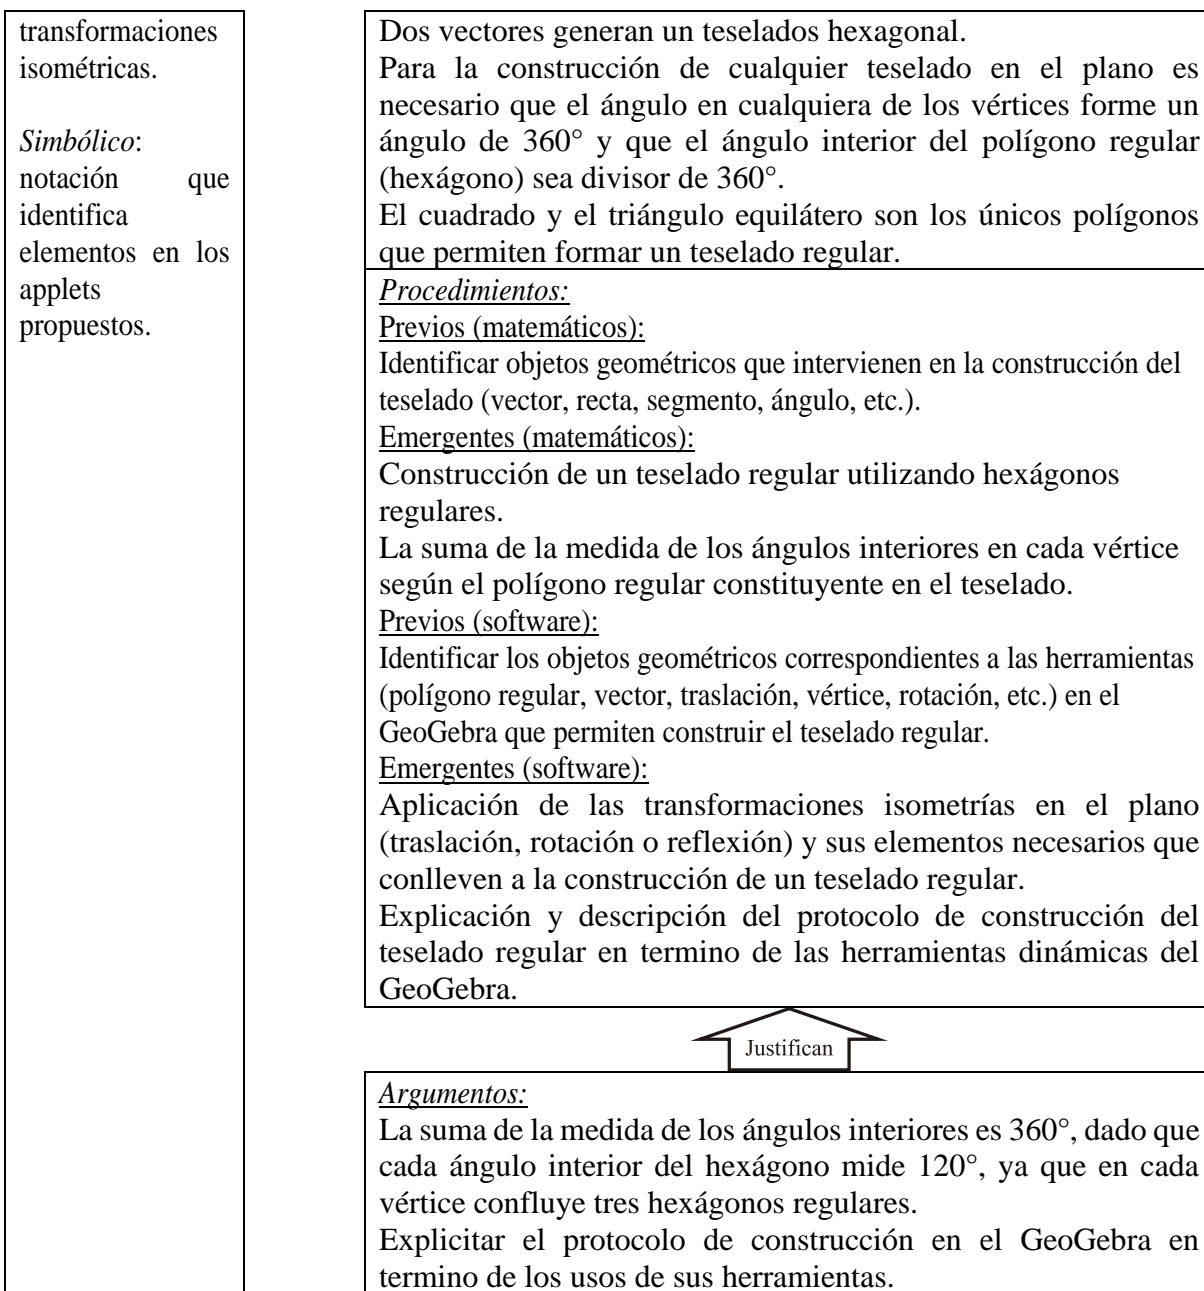 transformaciones
isométricas.
Simbólico:
notación que
identifica
elementos en los
applets
propuestos.
Dos vectores generan un teselados hexagonal.
Para la construcción de cualquier teselado en el plano es
necesario que el ángulo en cualquiera de los vértices forme un
ángulo de 360° y que el ángulo interior del polígono regular
(hexágono) sea divisor de 360°.
El cuadrado y el triángulo equilátero son los únicos polígonos
que permiten formar un teselado regular.
Procedimientos:
Previos (matemáticos):
Identificar objetos geométricos que intervienen en la construcción del
teselado (vector, recta, segmento, ángulo, etc.).
Emergentes (matemáticos):
Construcción de un teselado regular utilizando hexágonos
regulares.
La suma de la medida de los ángulos interiores en cada vértice
según el polígono regular constituyente en el teselado.
Previos (software):
Identificar los objetos geométricos correspondientes a las herramientas
(polígono regular, vector, traslación, vértice, rotación, etc.) en el
GeoGebra que permiten construir el teselado regular.
Emergentes (software):
Aplicación de las transformaciones isometrías en el plano
(traslación, rotación o reflexión) y sus elementos necesarios que
conlleven a la construcción de un teselado regular.
Explicación y descripción del protocolo de construcción del
teselado regular en termino de las herramientas dinámicas del
GeoGebra.
Justifican
Argumentos:
La suma de la medida de los ángulos interiores es 360°, dado que
cada ángulo interior del hexágono mide 120°, ya que en cada
vértice confluye tres hexágonos regulares.
Explicitar el protocolo de construcción en el GeoGebra en
termino de los usos de sus herramientas.